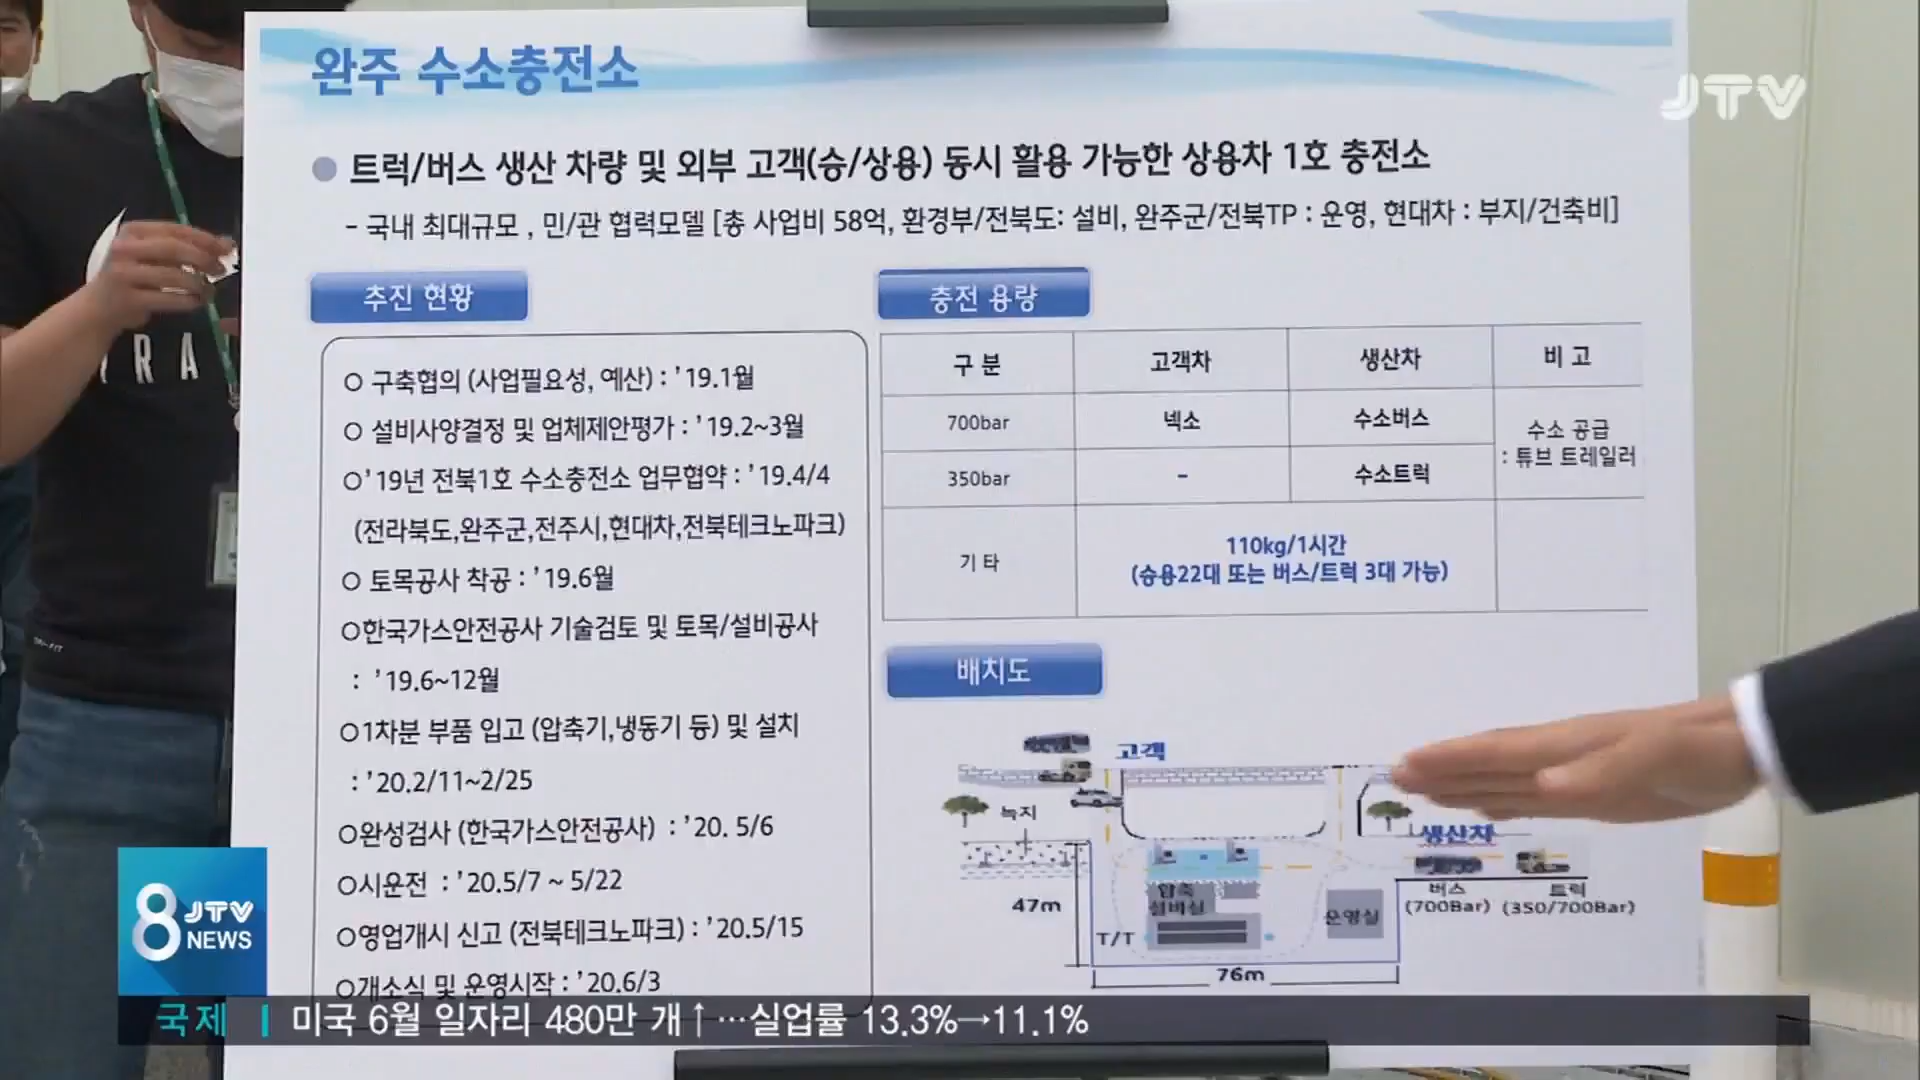 완주 수소충전소
JTV
● 트럭/버스 생산 차량 및 외부 고객(승/상용) 동시 활용 가능한 상용차 1호 충전소
- 국내 최대규모 , 민/관 협력모델 [총 사업비 58억, 환경부/전북도: 설비, 완주군/전북TP : 운영, 현대차 : 부지/건축비]
추진 현황
○ 구축협의 (사업필요성, 예산) : ’19.1월
○ 설비사양결정 및 업체제안평가 : ’19.2~3월
○’19년 전북1호 수소충전소 업무협약 : ’19.4/4
(전라북도,완주군,전주시,현대차,전북테크노파크)
○ 토목공사 착공 : ’19.6월
○한국가스안전공사 기술검토 및 토목/설비공사
: ’19.6~12월
○1차분 부품 입고 (압축기,냉동기 등) 및 설치
: ’20.2/11~2/25
○완성검사 (한국가스안전공사) : ’20. 5/6
○시운전 : ’20.5/7 ~ 5/22
○영업개시 신고 (전북테크노파크) : ’20.5/15
○개소식 및 운영시작 : ’20.6/3
충전 용량
구 분 고객차 생산차 비 고
700bar 넥쏘 수소버스
수소 공급
: 튜브 트레일러
350bar - 수소트럭
기 타
110kg/1시간
(승용22대 또는 버스/트럭 3대 가능)
배치도
고객
녹지
생산차
압축
설비실
운영실
버스
(700Bar)
트럭
(350/700Bar)
47m
T/T
76m
RA
8 JTV
NEWS
국제 | 미국 6월 일자리 480만 개↑…실업률 13.3%→11.1%